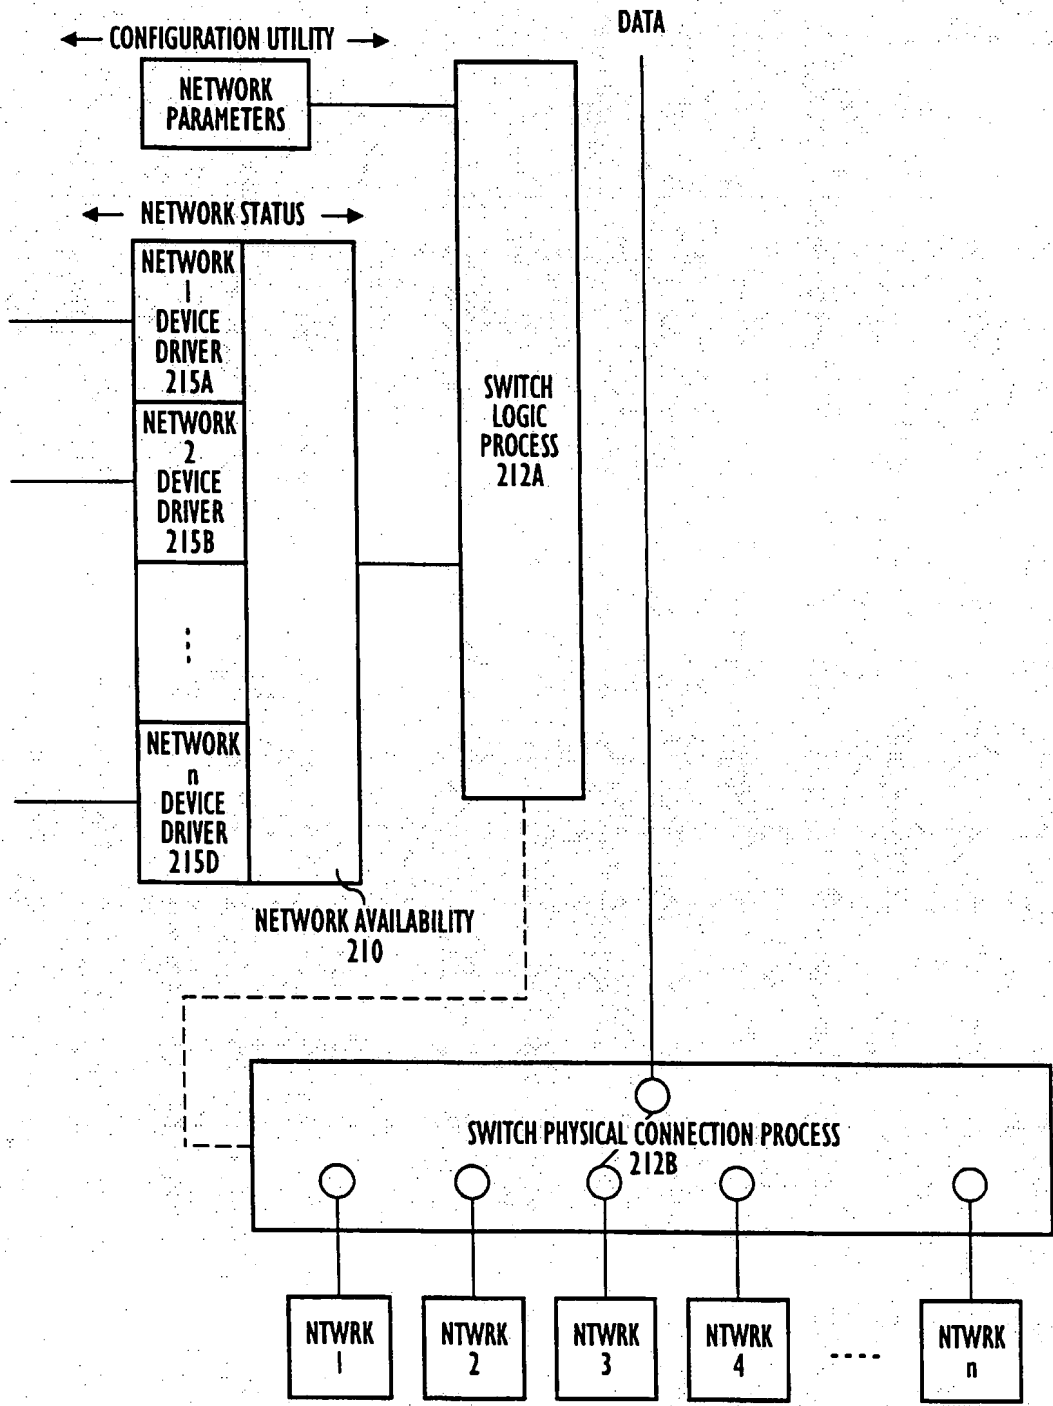 DATA
CONFIGURATION UTILITY
NETWORK
PARAMETERS
NETWORK STATUS
NETWORK
1
DEVICE
DRIVER
215A
NETWORK
2
DEVICE
DRIVER
215B
NETWORK
n
DEVICE
DRIVER
215D
SWITCH
LOGIC
PROCESS
212A
NETWORK AVAILABILITY
210
SWITCH PHYSICAL CONNECTION PROCESS
212B
NTWRK
1
NTWRK
2
NTWRK
3
NTWRK
4
NTWRK
n